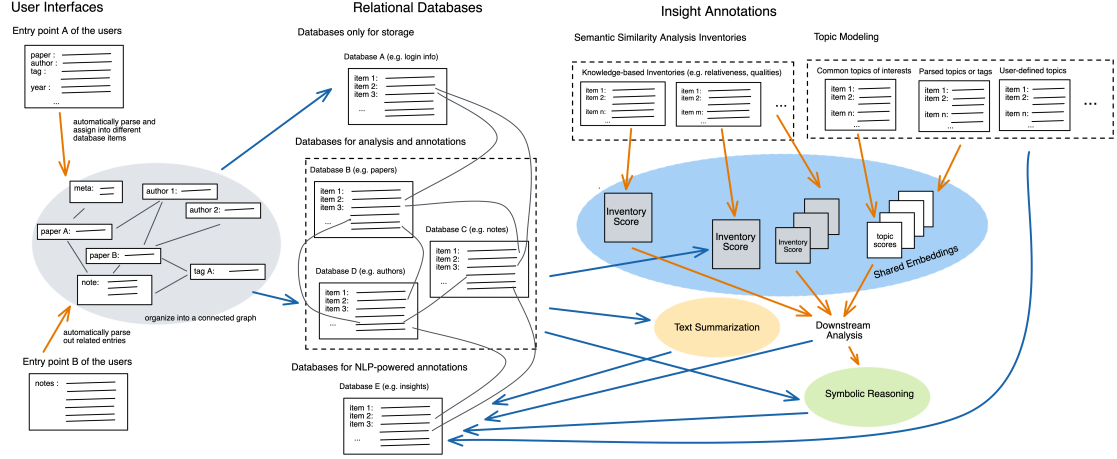 User Interfaces
Entry point A of the users
paper :
author :
tag :
year :
...
automatically parse and
assign into different
database items
meta:
author 1:
author 2:
paper A:
paper B:
tag A:
note:
organize into a connected graph
automatically parse
out related entries
Entry point B of the users
notes :
Relational Databases
Databases only for storage
Database A (e.g. login info)
item 1:
item 2:
item 3:
...
Databases for analysis and annotations
Database B (e.g. papers)
item 1:
item 2:
item 3:
...
Database C (e.g. notes)
item 1:
item 2:
item 3:
...
Database D (e.g. authors)
item 1:
item 2:
item 3:
...
Databases for NLP-powered annotations
Database E (e.g. insights)
item 1:
item 2:
item 3:
...
Insight Annotations
Semantic Similarity Analysis Inventories
Knowledge-based Inventories (e.g. relativeness, qualities)
item 1:
item 2:
item n:
...
item 1:
item 2:
item m:
...
...
Topic Modeling
Common topics of interests
item 1:
item 2:
item n:
...
Parsed topics or tags
item 1:
item 2:
item n:
...
User-defined topics
item 1:
item 2:
item n:
...
...
Inventory
Score
Inventory
Score
Inventory
Score
topic
scores
Shared Embeddings
Text Summarization
Downstream
Analysis
Symbolic Reasoning